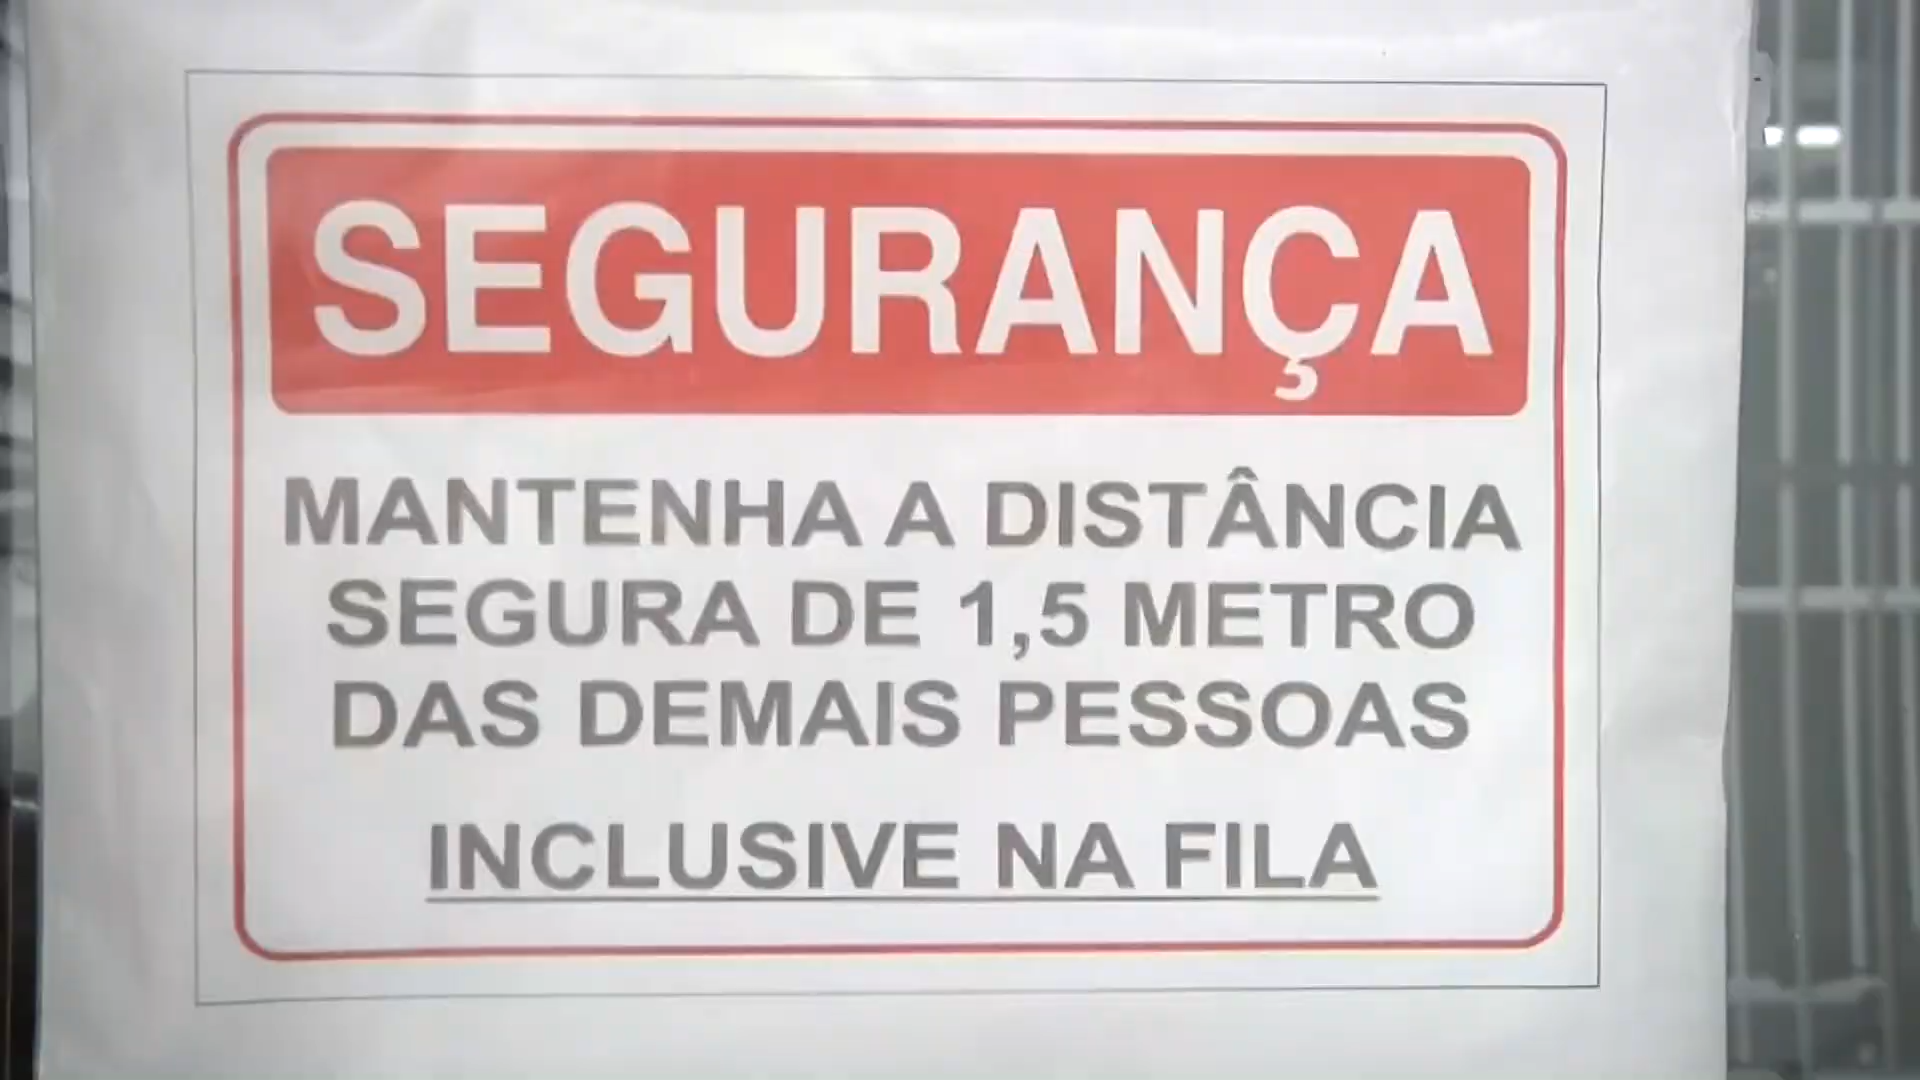 SEGURANÇA
MANTENHA A DISTÂNCIA
SEGURA DE 1,5 METRO
DAS DEMAIS PESSOAS
INCLUSIVE NA FILA